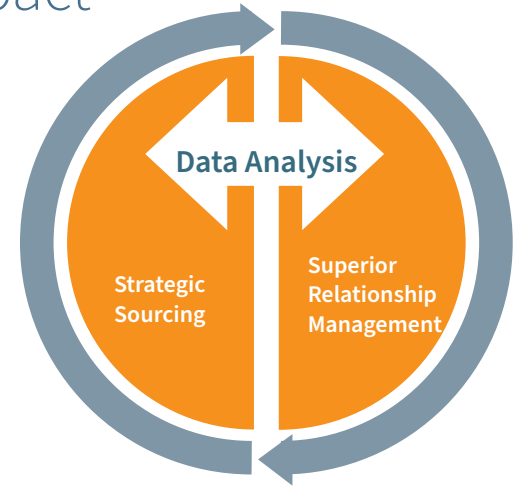 Data Analysis
Strategic
Sourcing
Superior
Relationship
Management